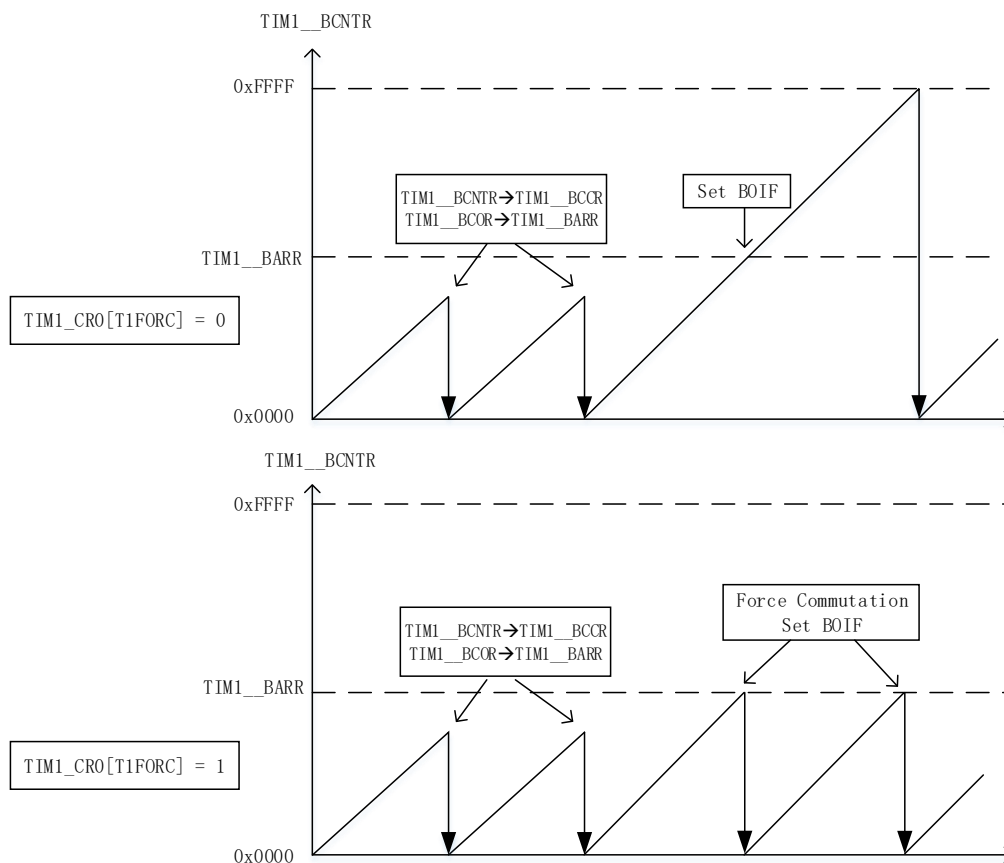 TIM1__BCNTR
0xFFFF
TIM1__BCNTR→TIM1__BCCR
TIM1__BCOR→TIM1__BARR
Set BOIF
TIM1__BARR
TIM1_CR0[T1FORC] = 0
0x0000
TIM1__BCNTR
0xFFFF
Force Commutation
Set BOIF
TIM1__BCNTR→TIM1__BCCR
TIM1__BCOR→TIM1__BARR
TIM1__BARR
TIM1_CR0[T1FORC] = 1
0x0000